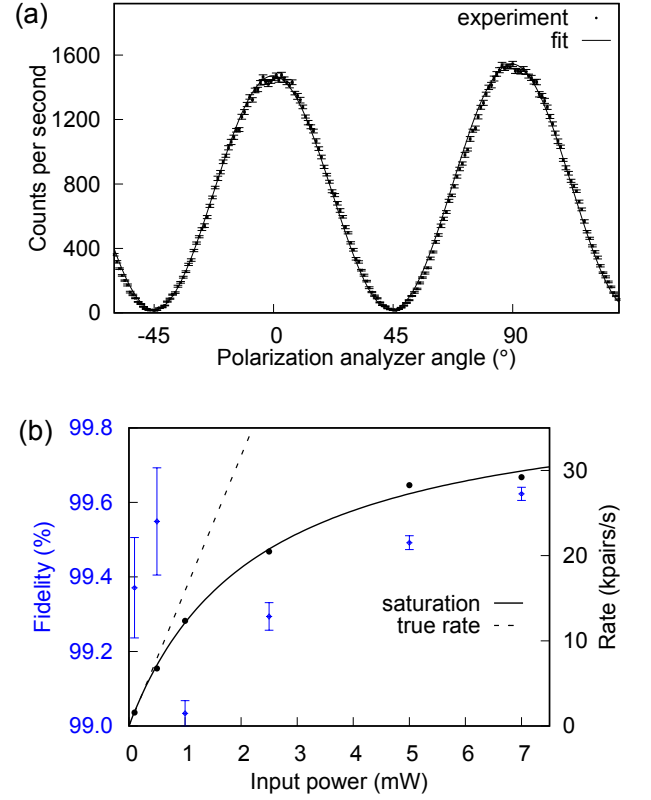 (a)
experiment
fit
1600
1200
800
400
0
Counts per second
-45 0 45 90
Polarization analyzer angle (°)
(b)
99.8
99.6
99.4
99.2
99.0
Fidelity (%)
30
20
10
0
Rate (kpairs/s)
saturation
true rate
0 1 2 3 4 5 6 7
Input power (mW)